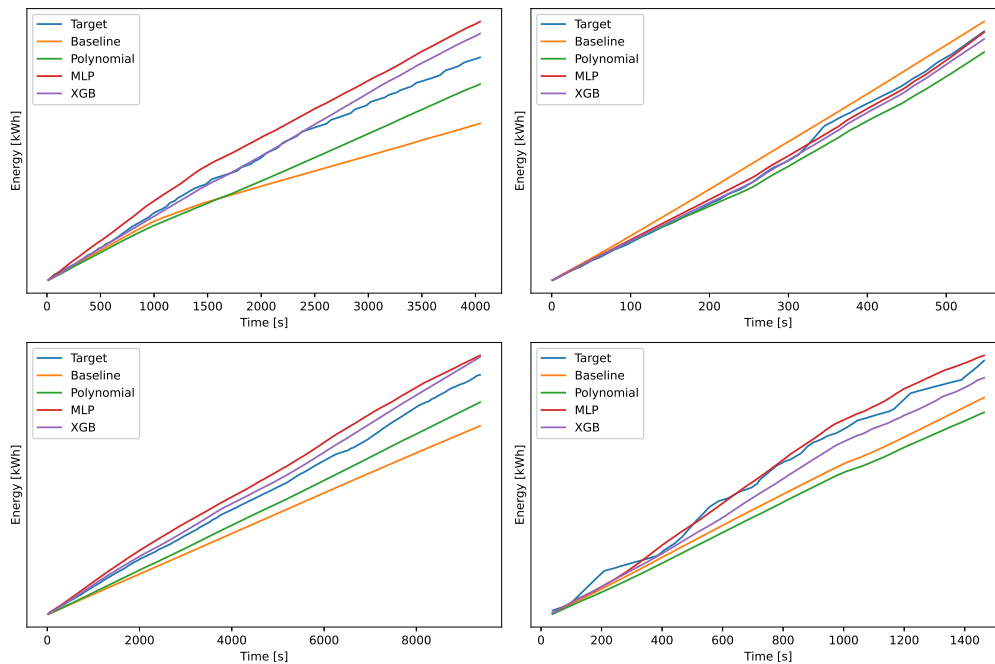 Target
Baseline
Polynomial
MLP
XGB
Energy [kWh]
0 500 1000 1500 2000 2500 3000 3500 4000
Time [s]
Target
Baseline
Polynomial
MLP
XGB
Energy [kWh]
0 100 200 300 400 500
Time [s]
Target
Baseline
Polynomial
MLP
XGB
Energy [kWh]
0 2000 4000 6000 8000
Time [s]
Target
Baseline
Polynomial
MLP
XGB
Energy [kWh]
0 200 400 600 800 1000 1200 1400
Time [s]